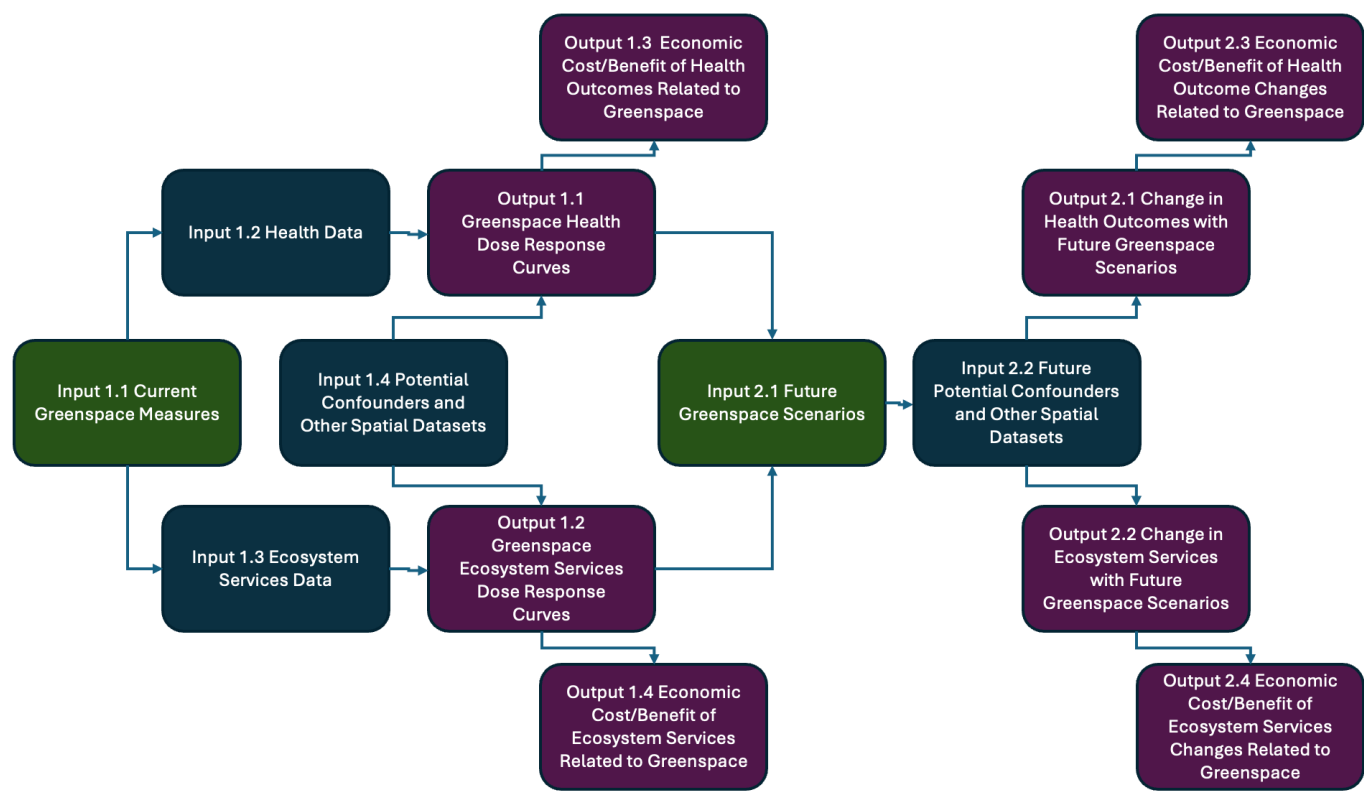 Output 1.3  Economic
Cost/Benefit of Health
Outcomes Related to
Greenspace
Output 2.3 Economic
Cost/Benefit of Health
Outcome Changes
Related to Greenspace
Input 1.2 Health Data
Output 1.1
Greenspace Health
Dose Response
Curves
Output 2.1 Change in
Health Outcomes with
Future Greenspace
Scenarios
Input 1.1 Current
Greenspace Measures
Input 1.4 Potential
Confounders and
Other Spatial Datasets
Input 2.1 Future
Greenspace Scenarios
Input 2.2 Future
Potential Confounders
and Other Spatial
Datasets
Input 1.3 Ecosystem
Services Data
Output 1.2
Greenspace
Ecosystem Services
Dose Response
Curves
Output 2.2 Change in
Ecosystem Services
with Future
Greenspace Scenarios
Output 1.4 Economic
Cost/Benefit of
Ecosystem Services
Related to Greenspace
Output 2.4 Economic
Cost/Benefit of
Ecosystem Services
Changes Related to
Greenspace